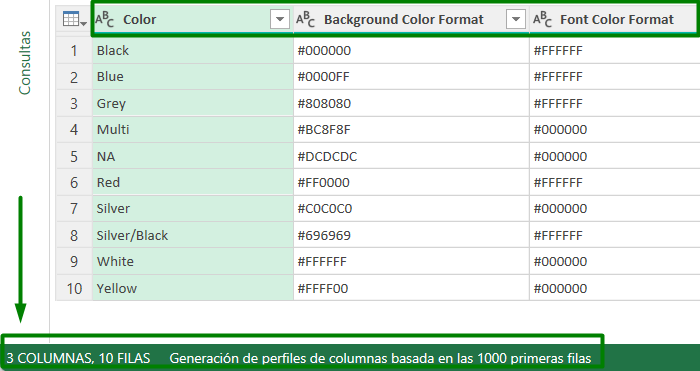 Consultas
ABC Color ABC Background Color Format ABC Font Color Format
1 Black #000000 #FFFFFF
2 Blue #0000FF #FFFFFF
3 Grey #808080 #FFFFFF
4 Multi #BC8F8F #000000
5 NA #DCDCDC #000000
6 Red #FF0000 #FFFFFF
7 Silver #C0C0C0 #000000
8 Silver/Black #696969 #FFFFFF
9 White #FFFFFF #000000
10 Yellow #FFFF00 #000000
3 COLUMNAS, 10 FILAS Generación de perfiles de columnas basada en las 1000 primeras filas